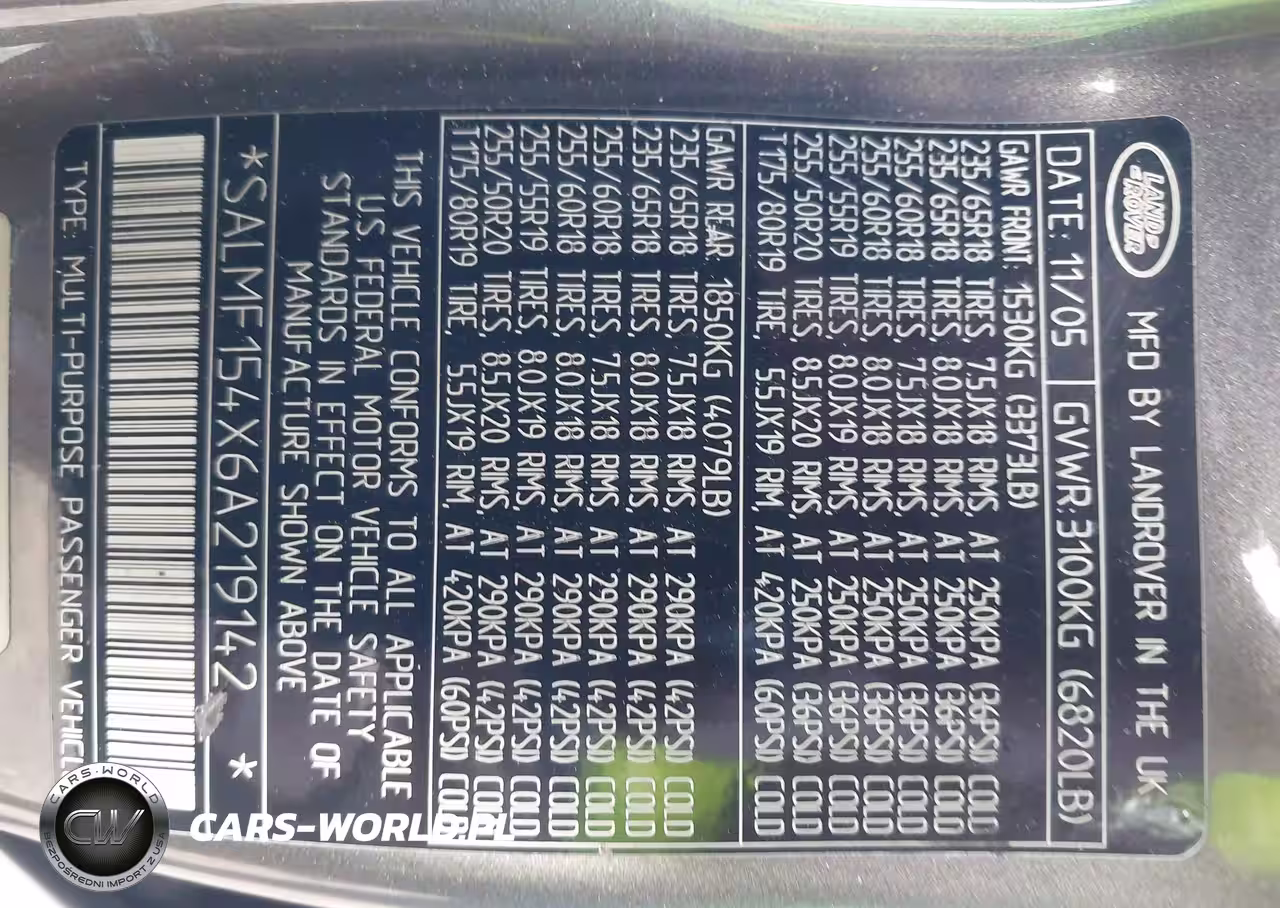 LAND ROVER
MFD BY LANDROVER IN THE UK
DATE: 11/05 GVWR:3100KG (6820LB)
GAWR FRONT: 1530KG (3373LB)
235/65R18 TIRES, 7.5JX18 RIMS, AT 250KPA (36PSI) COLD
235/65R18 TIRES, 8.0JX18 RIMS, AT 250KPA (36PSI) COLD
255/60R18 TIRES, 7.5JX18 RIMS, AT 250KPA (36PSI) COLD
255/60R18 TIRES, 8.0JX18 RIMS, AT 250KPA (36PSI) COLD
255/55R19 TIRES, 8.0JX19 RIMS, AT 250KPA (36PSI) COLD
255/50R20 TIRES, 8.5JX20 RIMS, AT 250KPA (36PSI) COLD
T175/80R19 TIRE, 5.5JX19 RIM, AT 420KPA (60PSI) COLD
GAWR REAR: 1850KG (4079LB)
235/65R18 TIRES, 7.5JX18 RIMS, AT 290KPA (42PSI) COLD
235/65R18 TIRES, 8.0JX18 RIMS, AT 290KPA (42PSI) COLD
255/60R18 TIRES, 7.5JX18 RIMS, AT 290KPA (42PSI) COLD
255/60R18 TIRES, 8.0JX18 RIMS, AT 290KPA (42PSI) COLD
255/55R19 TIRES, 8.0JX19 RIMS, AT 290KPA (42PSI) COLD
255/50R20 TIRES, 8.5JX20 RIMS, AT 290KPA (42PSI) COLD
T175/80R19 TIRE, 5.5JX19 RIM, AT 420KPA (60PSI) COLD
THIS VEHICLE CONFORMS TO ALL APPLICABLE
U.S. FEDERAL MOTOR VEHICLE SAFETY
STANDARDS IN EFFECT ON THE DATE OF
MANUFACTURE SHOWN ABOVE
*SALMF154X6A219142 *
TYPE: MULTI-PURPOSE PASSENGER VEHICL
CARS-WORLD
CW
BEZPOŚREDNI IMPORT Z USA
CARS-WORLD.PL